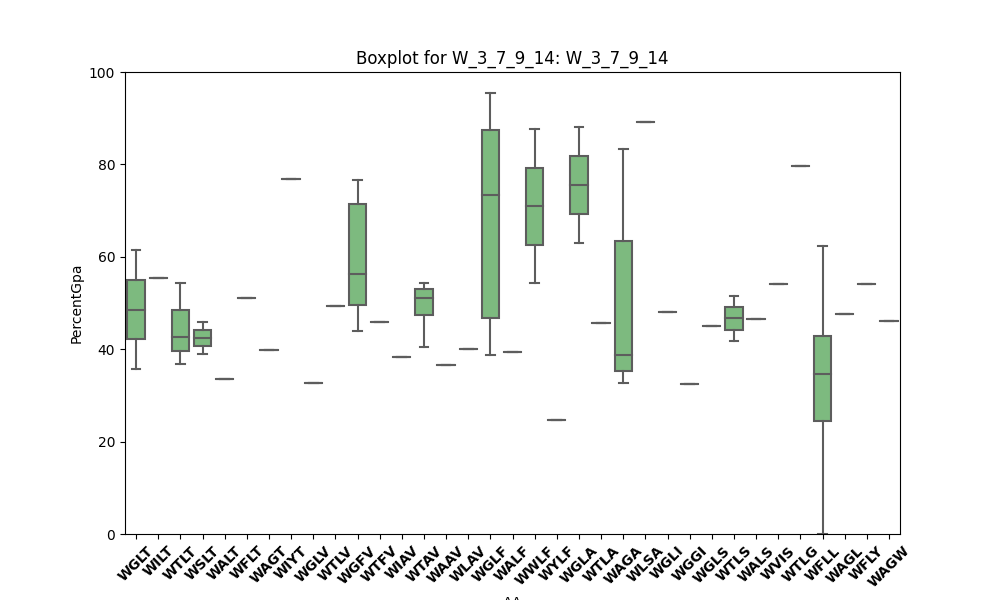 Boxplot for W_3_7_9_14: W_3_7_9_14
PercentGpa
100
80
60
40
20
0
WGLT
WILT
WTLT
WSLT
WALT
WFLT
WAGT
WIYT
WGLV
WTLV
WGFV
WTFV
WIAV
WTAV
WAAV
WLAV
WGLF
WALF
WWLF
WYLF
WGLA
WTLA
WAGA
WLSA
WGLI
WGGI
WGLS
WTLS
WALS
WVIS
WTLG
WFLL
WAGL
WFLY
WAGW